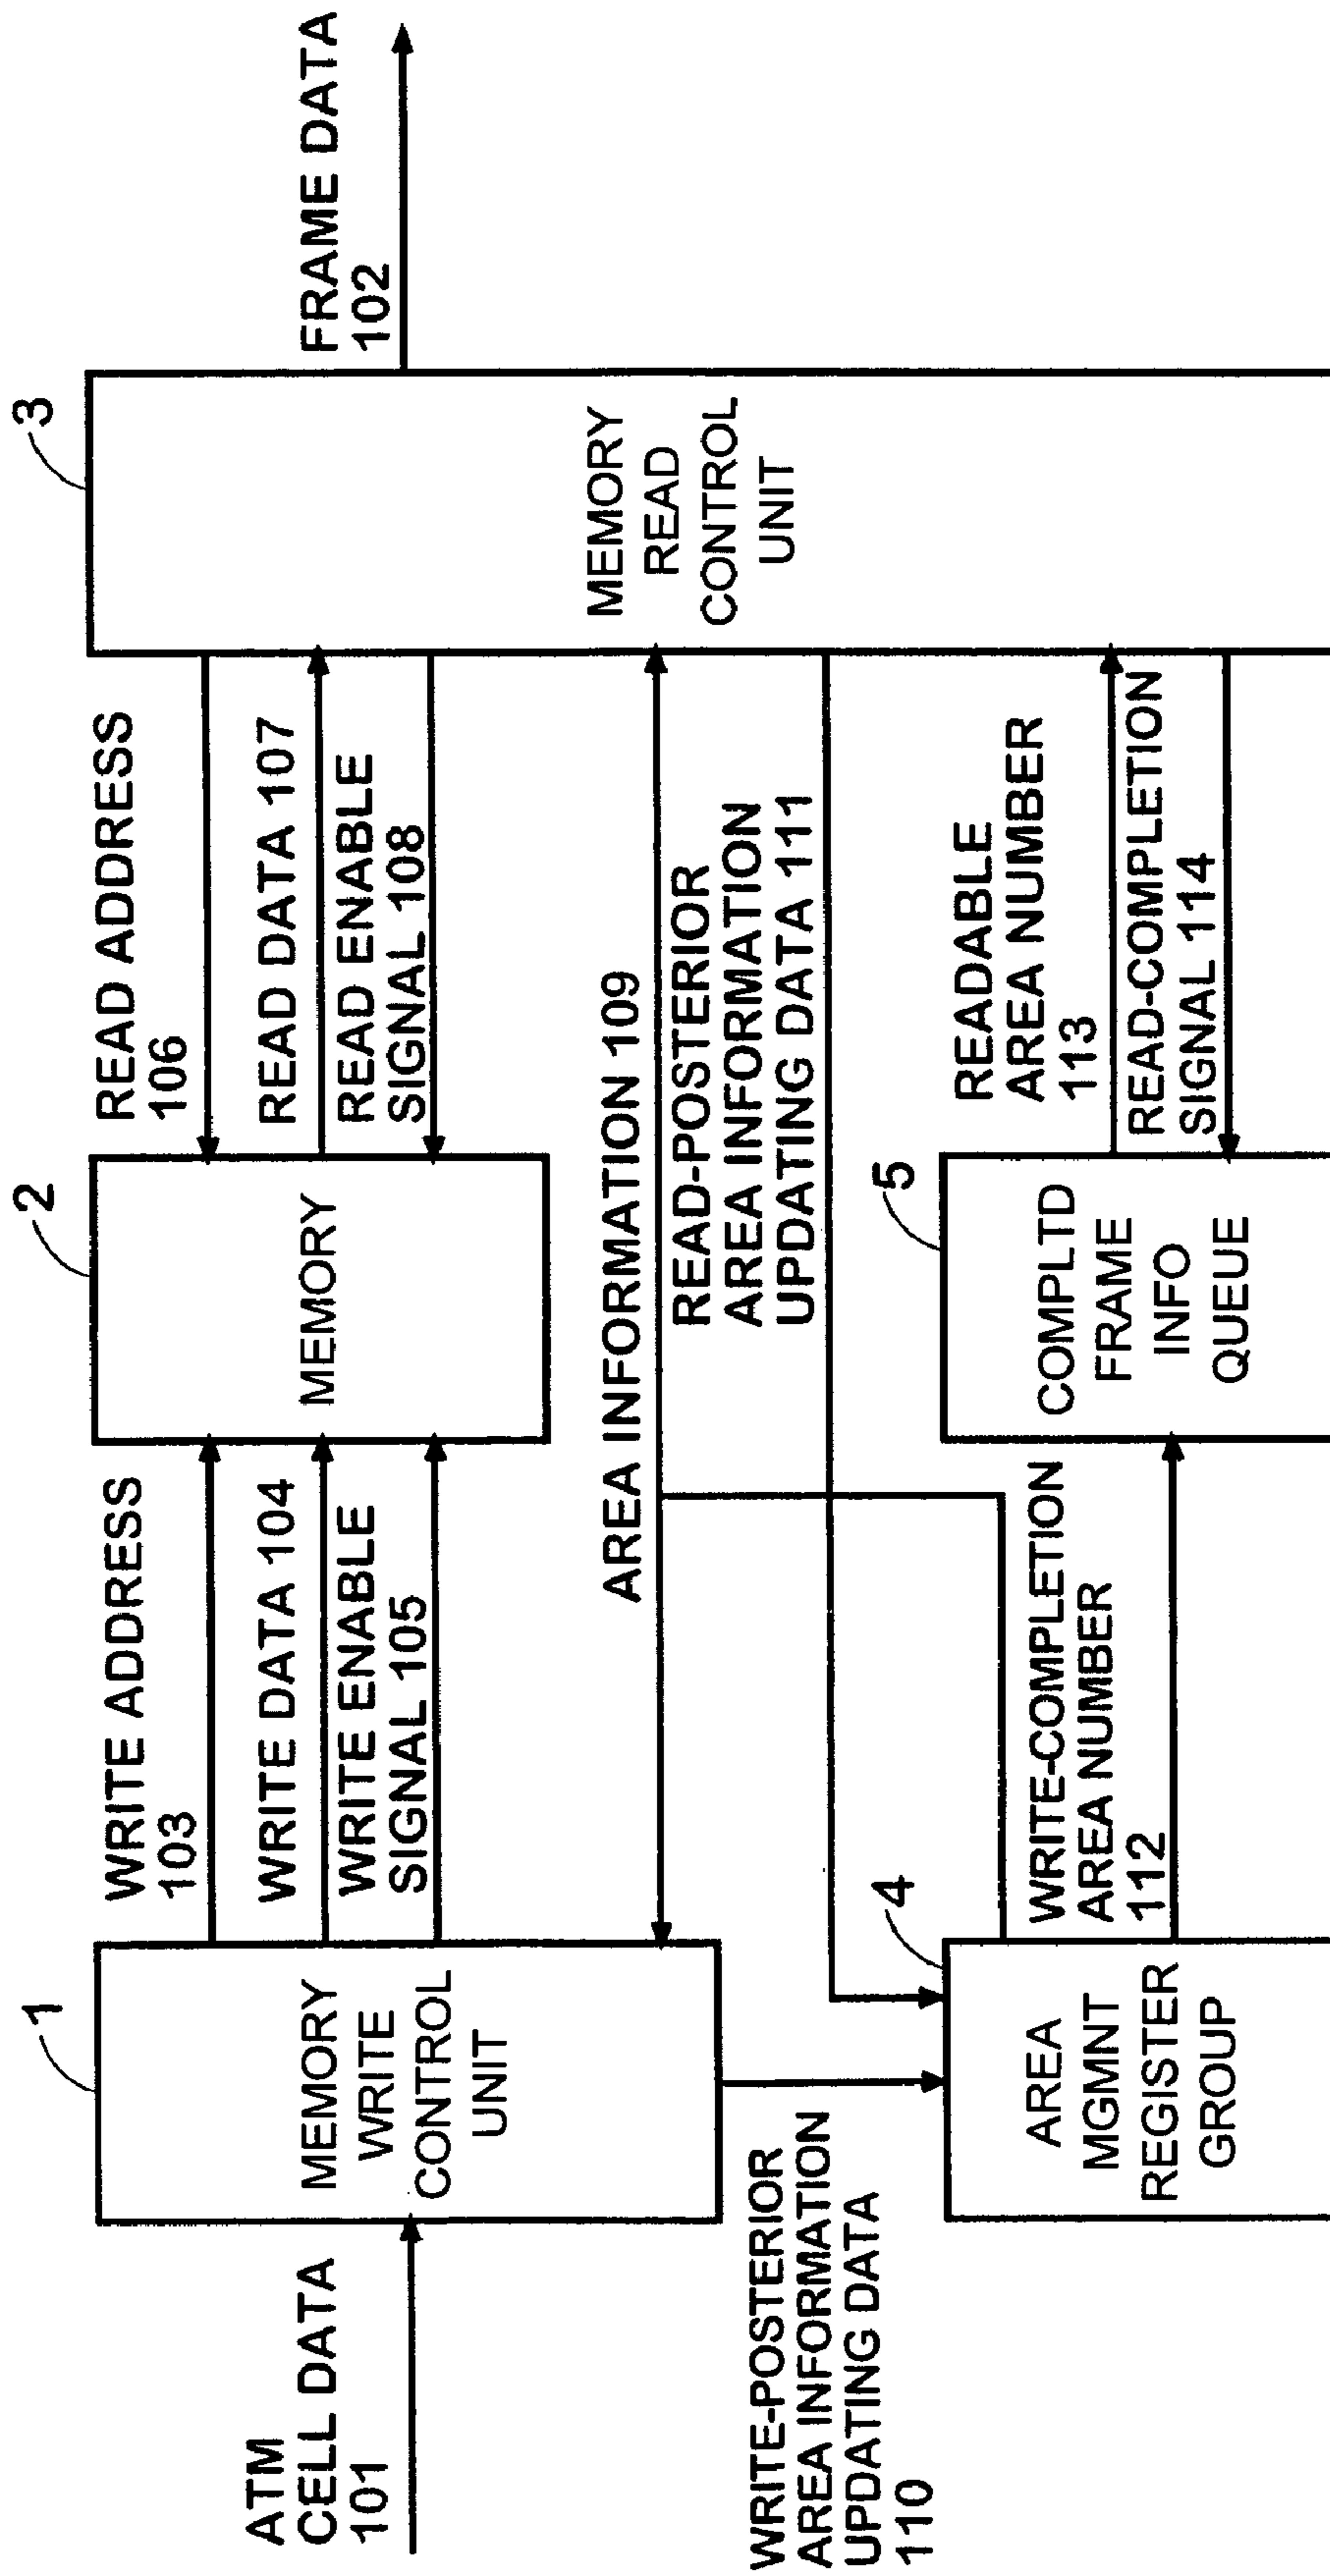 ATM
CELL DATA
101
1
MEMORY
WRITE
CONTROL
UNIT
WRITE ADDRESS
103
WRITE DATA 104
WRITE ENABLE
SIGNAL 105
2
MEMORY
READ ADDRESS
106
READ DATA 107
READ ENABLE
SIGNAL 108
3
MEMORY
READ
CONTROL
UNIT
FRAME DATA
102
AREA INFORMATION 109
READ-POSTERIOR
AREA INFORMATION
UPDATING DATA 111
WRITE-POSTERIOR
AREA INFORMATION
UPDATING DATA
110
4
AREA
MGMNT
REGISTER
GROUP
WRITE-COMPLETION
AREA NUMBER
112
5
COMPLTD
FRAME
INFO
QUEUE
READABLE
AREA NUMBER
113
READ-COMPLETION
SIGNAL 114